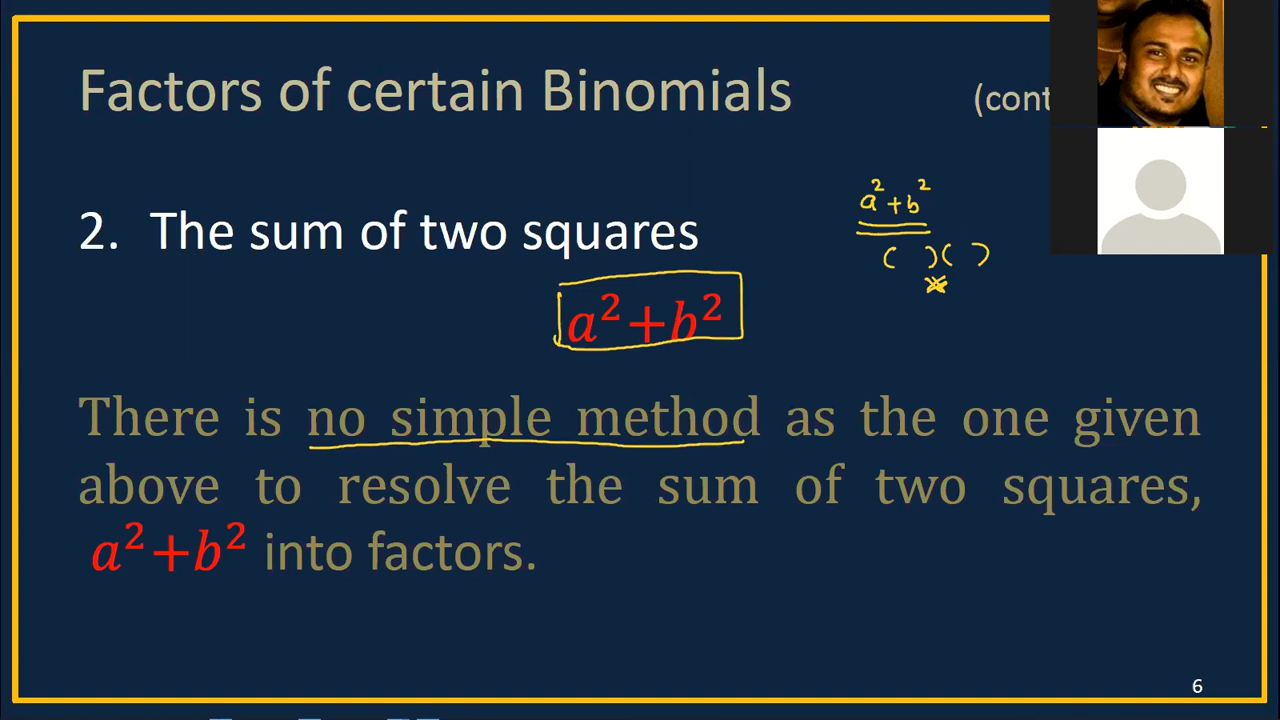 Factors of certain Binomials (cont
a²+b²
2. The sum of two squares
( )( )
a²+b²
There is no simple method as the one given
above to resolve the sum of two squares,
a²+b² into factors.
6